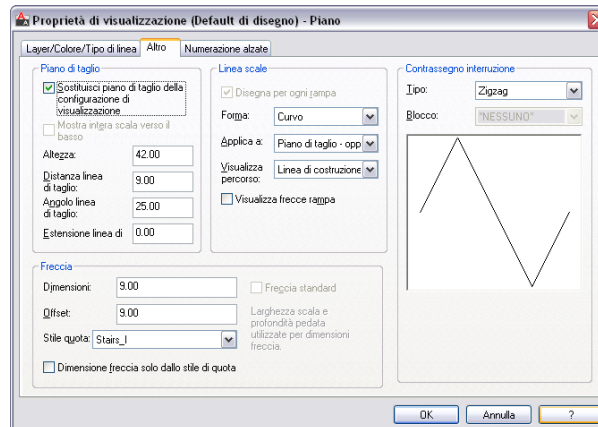 Proprietà di visualizzazione (Default di disegno) - Piano
Layer/Colore/Tipo di linea
Altro
Numerazione alzate
Piano di taglio
Sostituisci piano di taglio della
configurazione di
visualizzazione
Mostra intera scala verso il
basso
Altezza:
42.00
Distanza linea
di taglio:
9.00
Angolo linea
di taglio:
25.00
Estensione linea di
0.00
Linea scale
Disegna per ogni rampa
Forma:
Curvo
Applica a:
Piano di taglio - opp
Visualizza
percorso:
Linea di costruzione
Visualizza frecce rampa
Contrassegno interruzione
Tipo:
Zigzag
Blocco:
*NESSUNO*
Freccia
Dimensioni:
9.00
Offset:
9.00
Stile quota:
Stairs_I
Dimensione freccia solo dallo stile di quota
Freccia standard
Larghezza scala e
profondità pedata
utilizzate per dimensioni
freccia.
OK
Annulla
?